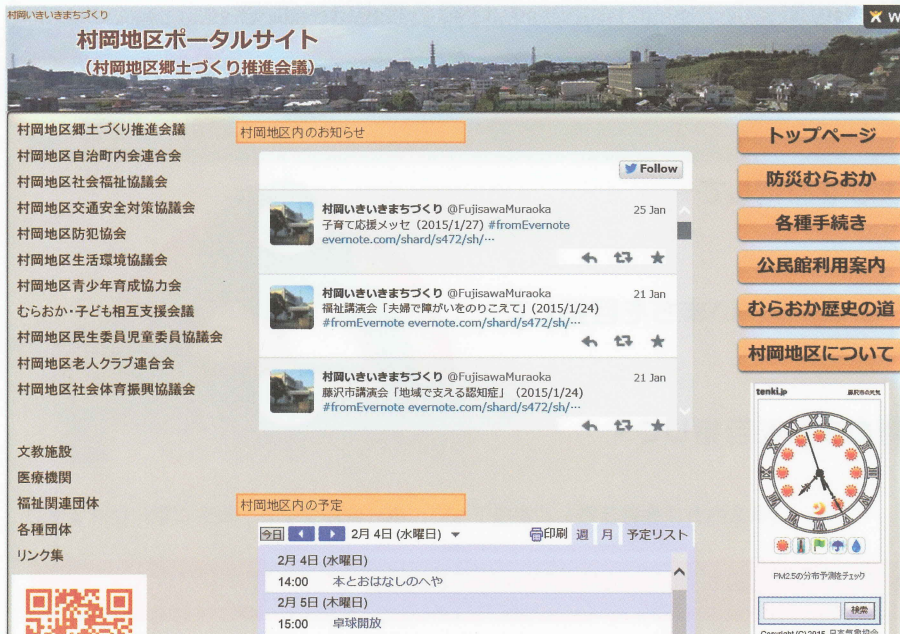 村岡いきいきまちづくり
村岡地区ポータルサイト
(村岡地区郷土づくり推進会議)
村岡地区郷土づくり推進会議
村岡地区自治町内会連合会
村岡地区社会福祉協議会
村岡地区交通安全対策協議会
村岡地区防犯協会
村岡地区生活環境協議会
村岡地区青少年育成協力会
むらおか・子ども相互支援会議
村岡地区民生委員児童委員協議会
村岡地区老人クラブ連合会
村岡地区社会体育振興協議会
文教施設
医療機関
福祉関連団体
各種団体
リンク集
村岡地区内のお知らせ
Follow
村岡いきいきまちづくり @FujisawaMuraoka 25 Jan
子育て応援メッセ (2015/1/27) #fromEvernote
evernote.com/shard/s472/sh/…
村岡いきいきまちづくり @FujisawaMuraoka 21 Jan
福祉講演会「夫婦で障がいをのりこえて」(2015/1/24)
#fromEvernote evernote.com/shard/s472/sh/…
村岡いきいきまちづくり @FujisawaMuraoka 21 Jan
藤沢市講演会「地域で支える認知症」 (2015/1/24)
#fromEvernote evernote.com/shard/s472/sh/…
村岡地区内の予定
今日 2月 4日 (水曜日) 印刷 週 月 予定リスト
2月 4日 (水曜日)
14:00 本とおはなしのへや
2月 5日 (木曜日)
15:00 卓球開放
トップページ
防災むらおか
各種手続き
公民館利用案内
むらおか歴史の道
村岡地区について
tenki.jp 藤沢市の天気
PM2.5の分布予測をチェック
検索
Copyright (C) 2015 日本気象協会